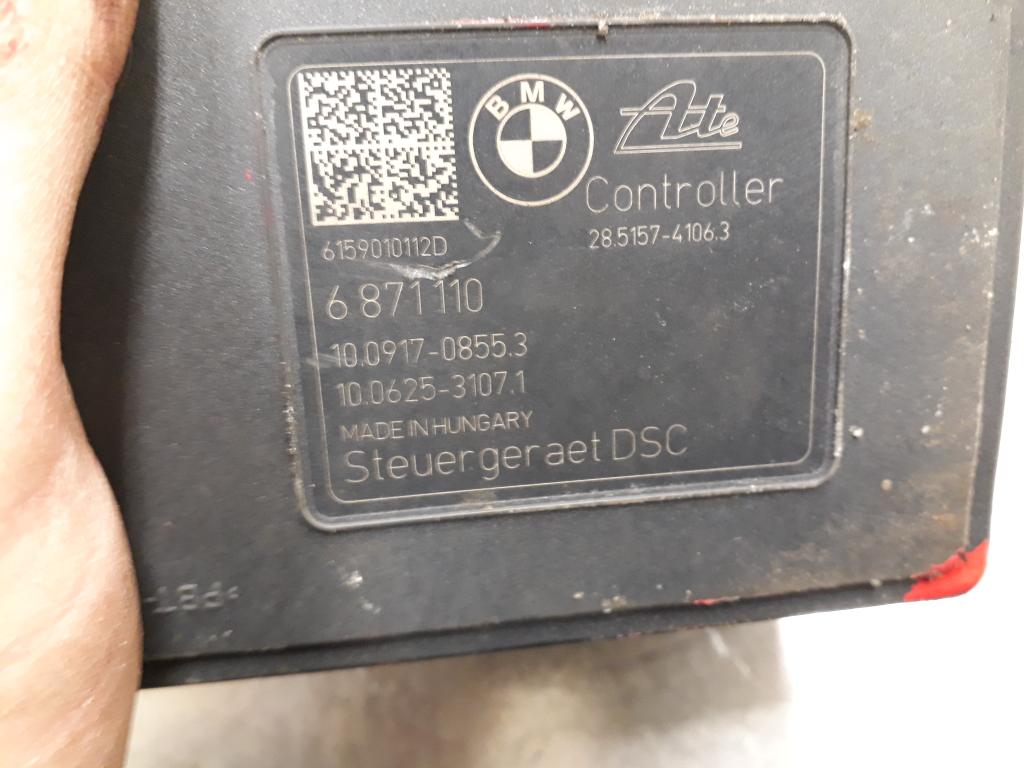 BMW
Ate
Controller
6159010112D
28.5157-4106.3
6 871 110
10.0917-0855.3
10.0625-3107.1
MADE IN HUNGARY
Steuergeraet DSC
>PBT-